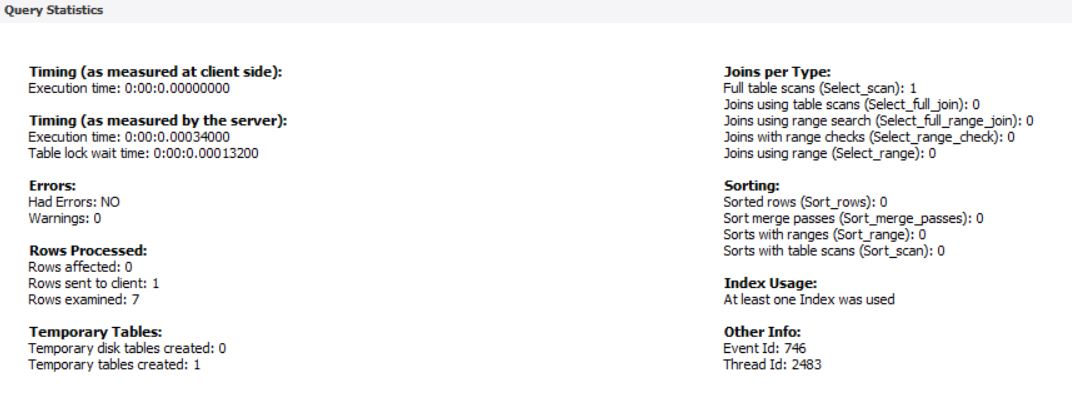 Query Statistics
Timing (as measured at client side):
Execution time: 0:00:0.00000000
Timing (as measured by the server):
Execution time: 0:00:0.00034000
Table lock wait time: 0:00:0.00013200
Errors:
Had Errors: NO
Warnings: 0
Rows Processed:
Rows affected: 0
Rows sent to client: 1
Rows examined: 7
Temporary Tables:
Temporary disk tables created: 0
Temporary tables created: 1
Joins per Type:
Full table scans (Select_scan): 1
Joins using table scans (Select_full_join): 0
Joins using range search (Select_full_range_join): 0
Joins with range checks (Select_range_check): 0
Joins using range (Select_range): 0
Sorting:
Sorted rows (Sort_rows): 0
Sort merge passes (Sort_merge_passes): 0
Sorts with ranges (Sort_range): 0
Sorts with table scans (Sort_scan): 0
Index Usage:
At least one Index was used
Other Info:
Event Id: 746
Thread Id: 2483